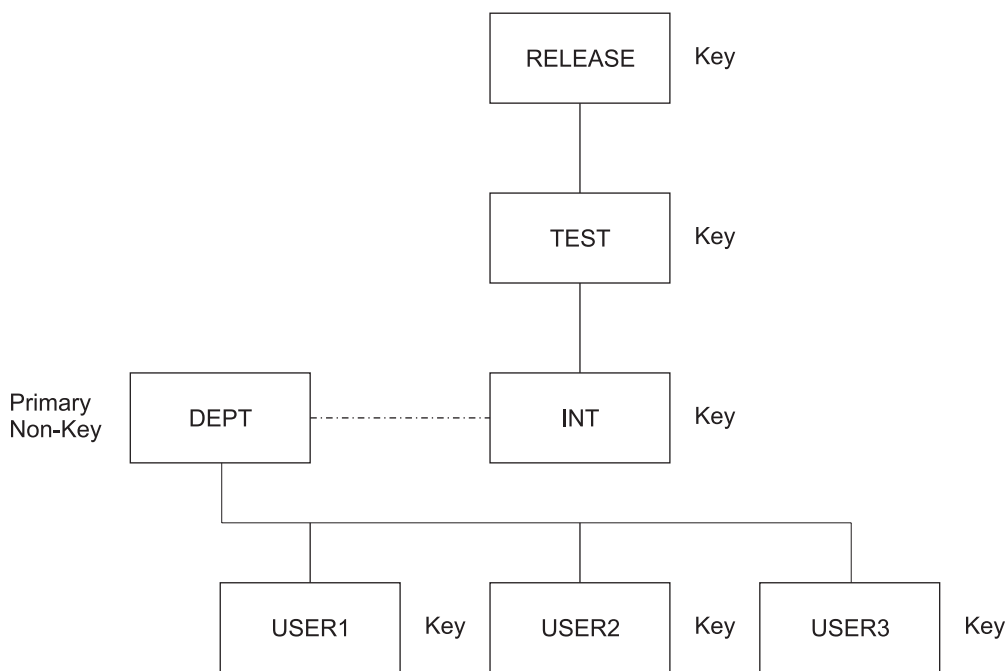 RELEASE Key
TEST Key
Primary
Non-Key
DEPT INT Key
USER1 Key USER2 Key USER3 Key